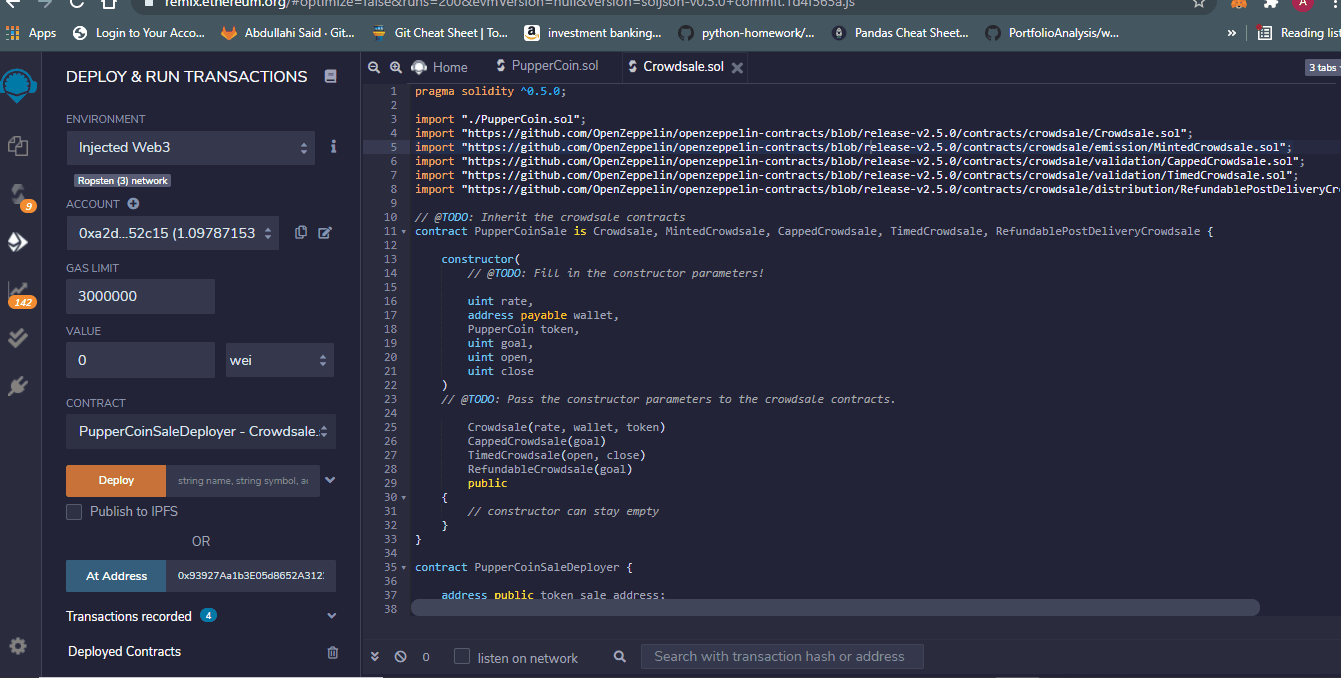 remix.ethereum.org/#optimize=false&runs=200&evmVersion=null&version=soljson-v0.5.0+commit.1d4f565a.js
Apps
Login to Your Acco...
Abdullahi Said · Git...
Git Cheat Sheet | To...
investment banking...
python-homework/...
Pandas Cheat Sheet...
PortfolioAnalysis/w...
»
Reading list
DEPLOY & RUN TRANSACTIONS
ENVIRONMENT
Injected Web3
Ropsten (3) network
ACCOUNT
0xa2d...52c15 (1.09787153
GAS LIMIT
3000000
VALUE
0
wei
CONTRACT
PupperCoinSaleDeployer - Crowdsale.
Deploy
string name, string symbol, a
Publish to IPFS
OR
At Address
0x93927Aa1b3E05d8652A312
Transactions recorded 4
Deployed Contracts
9
142
Home
PupperCoin.sol
Crowdsale.sol
3 tabs
1 pragma solidity ^0.5.0;
2
3 import "./PupperCoin.sol";
4 import "https://github.com/OpenZeppelin/openzeppelin-contracts/blob/release-v2.5.0/contracts/crowdsale/Crowdsale.sol";
5 import "https://github.com/OpenZeppelin/openzeppelin-contracts/blob/release-v2.5.0/contracts/crowdsale/emission/MintedCrowdsale.sol";
6 import "https://github.com/OpenZeppelin/openzeppelin-contracts/blob/release-v2.5.0/contracts/crowdsale/validation/CappedCrowdsale.sol";
7 import "https://github.com/OpenZeppelin/openzeppelin-contracts/blob/release-v2.5.0/contracts/crowdsale/validation/TimedCrowdsale.sol";
8 import "https://github.com/OpenZeppelin/openzeppelin-contracts/blob/release-v2.5.0/contracts/crowdsale/distribution/RefundablePostDeliveryCro
9
10 // @TODO: Inherit the crowdsale contracts
11 contract PupperCoinSale is Crowdsale, MintedCrowdsale, CappedCrowdsale, TimedCrowdsale, RefundablePostDeliveryCrowdsale {
12
13 constructor(
14 // @TODO: Fill in the constructor parameters!
15
16 uint rate,
17 address payable wallet,
18 PupperCoin token,
19 uint goal,
20 uint open,
21 uint close
22 )
23 // @TODO: Pass the constructor parameters to the crowdsale contracts.
24
25 Crowdsale(rate, wallet, token)
26 CappedCrowdsale(goal)
27 TimedCrowdsale(open, close)
28 RefundableCrowdsale(goal)
29 public
30 {
31 // constructor can stay empty
32 }
33 }
34
35 contract PupperCoinSaleDeployer {
36
37 address public token_sale_address;
38
0
listen on network
Search with transaction hash or address